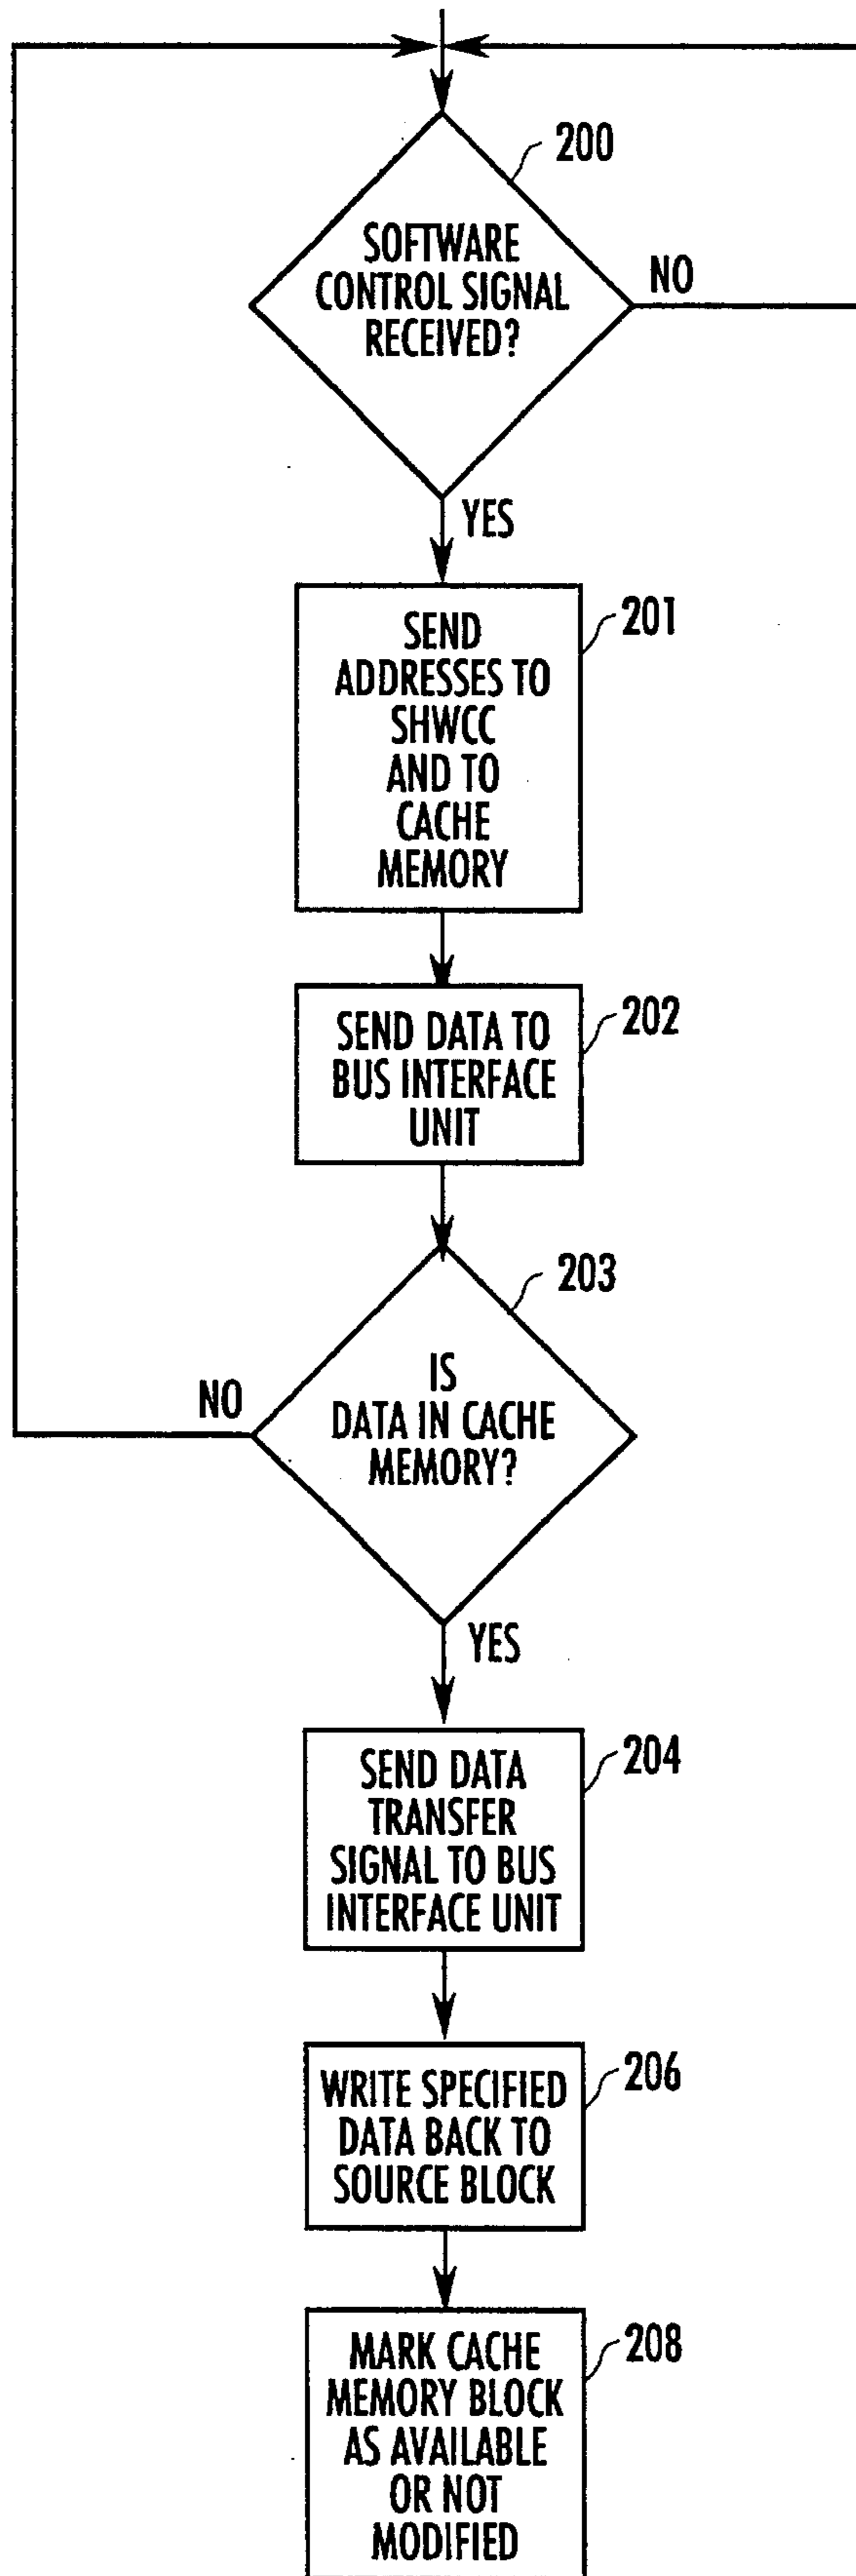 200
SOFTWARE
CONTROL SIGNAL
RECEIVED?
NO
YES
201
SEND
ADDRESSES TO
SHWCC
AND TO
CACHE
MEMORY
202
SEND DATA TO
BUS INTERFACE
UNIT
203
IS
DATA IN CACHE
MEMORY?
NO
YES
204
SEND DATA
TRANSFER
SIGNAL TO BUS
INTERFACE UNIT
206
WRITE SPECIFIED
DATA BACK TO
SOURCE BLOCK
208
MARK CACHE
MEMORY BLOCK
AS AVAILABLE
OR NOT
MODIFIED